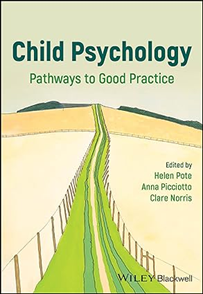 Child Psychology
Pathways to Good Practice
Edited by
Helen Pote
Anna Picciotto
Clare Norris
WILEY Blackwell